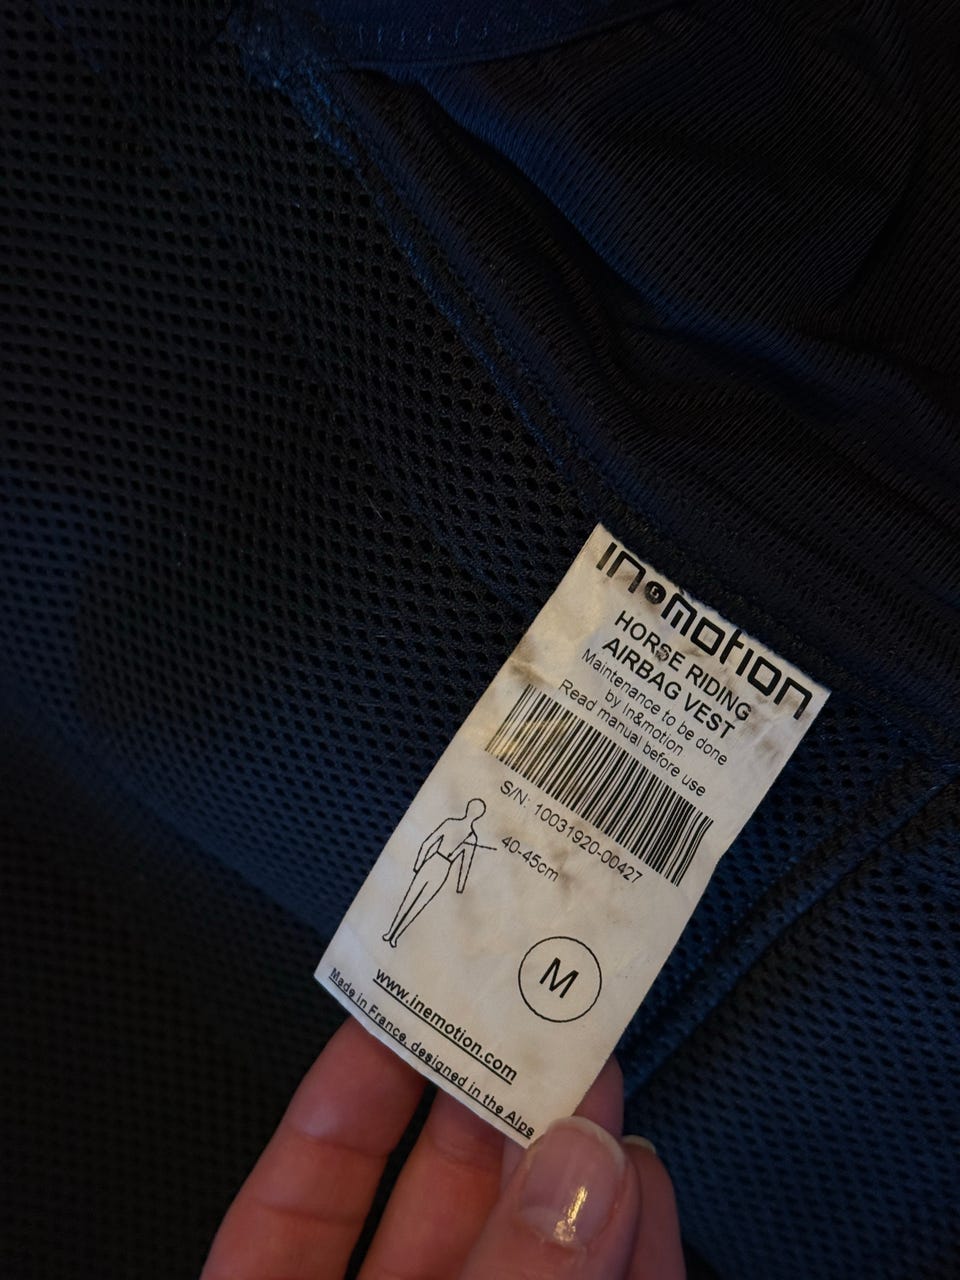 In&motion
HORSE RIDING
AIRBAG VEST
Maintenance to be done
by In&motion
Read manual before use
S/N: 10031920-00427
40-45cm
M
www.inemotion.com
Made in France, designed in the Alps